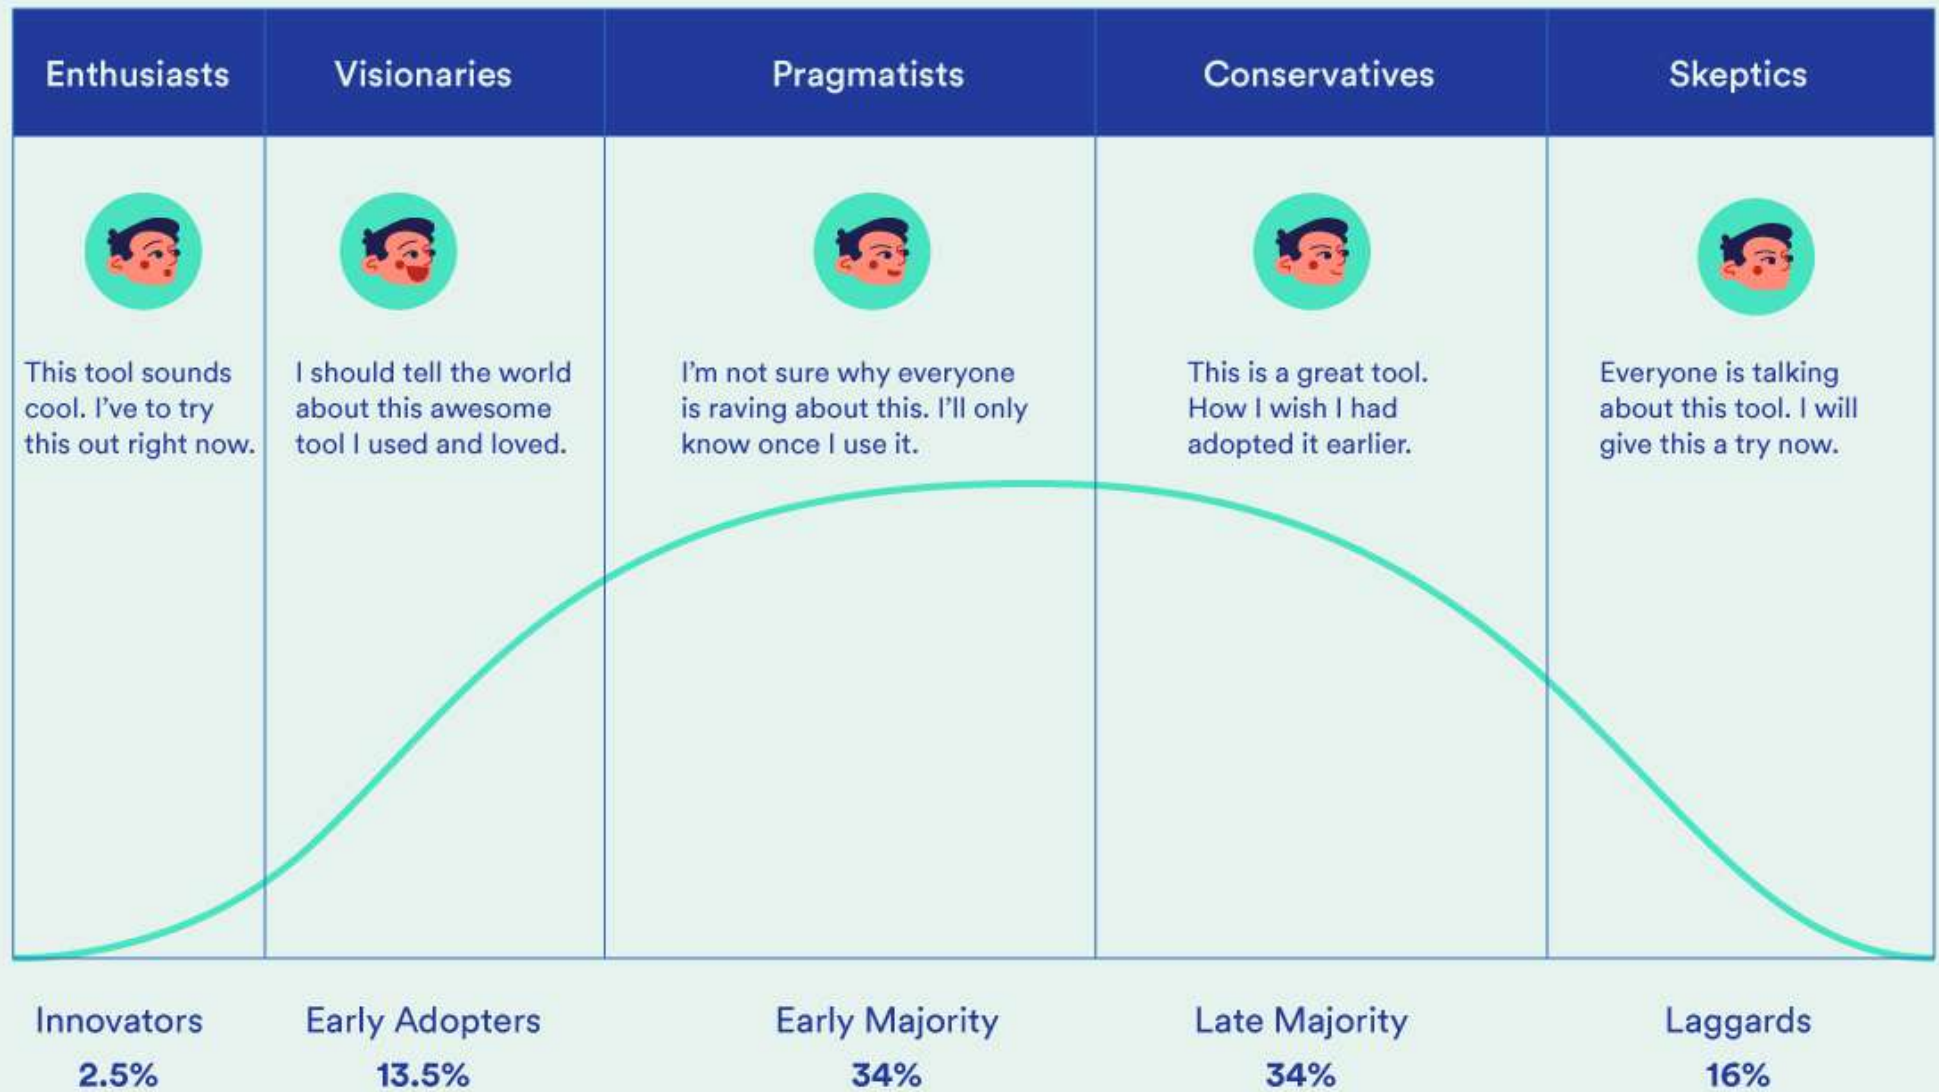 Enthusiasts
Visionaries
Pragmatists
Conservatives
Skeptics
This tool sounds
cool. I’ve to try
this out right now.
I should tell the world
about this awesome
tool I used and loved.
I’m not sure why everyone
is raving about this. I’ll only
know once I use it.
This is a great tool.
How I wish I had
adopted it earlier.
Everyone is talking
about this tool. I will
give this a try now.
Innovators
2.5%
Early Adopters
13.5%
Early Majority
34%
Late Majority
34%
Laggards
16%